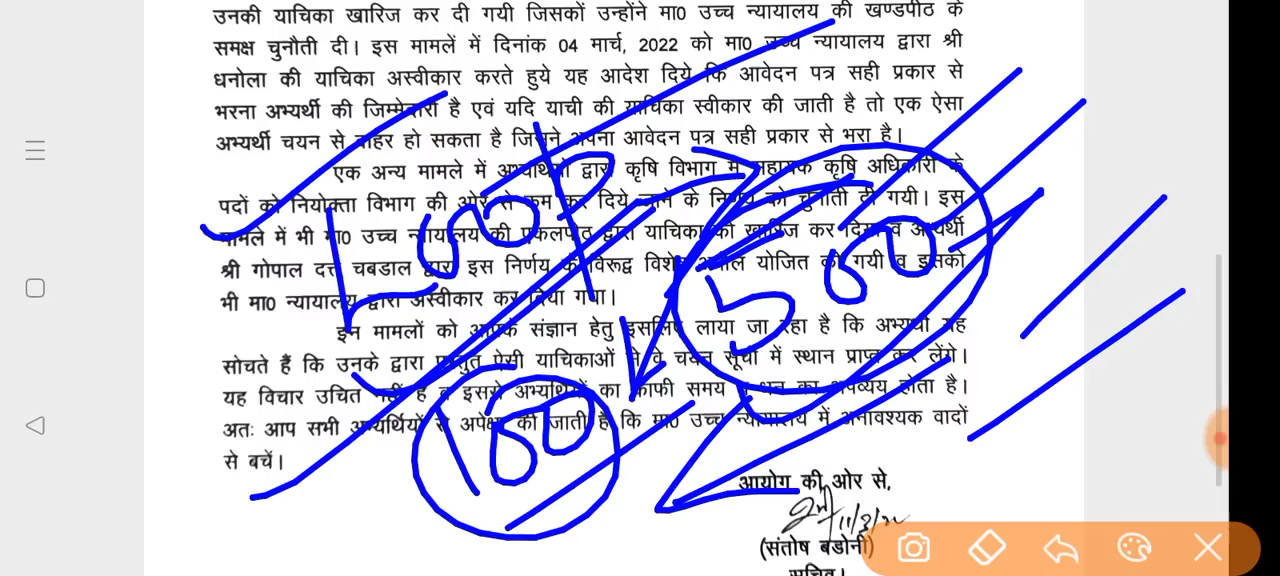 उनकी याचिका खारिज कर दी गयी जिसकों उन्होंने मा0 उच्च न्यायालय की खण्डपीठ के
समक्ष चुनौती दी। इस मामलें में दिनांक 04 मार्च, 2022 को मा0 उच्च न्यायालय द्वारा श्री
धनोला की याचिका अस्वीकार करते हुये यह आदेश दिये कि आवेदन पत्र सही प्रकार से
भरना अभ्यर्थी की जिम्मेदारी है एवं यदि याची की याचिका स्वीकार की जाती है तो एक ऐसा
अभ्यर्थी चयन से बाहर हो सकता है जिसने अपना आवेदन पत्र सही प्रकार से भरा है।
एक अन्य मामले में अभ्यर्थियों द्वारा कृषि विभाग में सहायक कृषि अधिकारी के
पदों को नियोक्ता विभाग की ओर से कम कर दिये जाने के निर्णय को चुनौती दी गयी। इस
मामले में भी मा0 उच्च न्यायालय की एकलपीठ द्वारा याचिका को खारिज कर दिया व अभ्यर्थी
श्री गोपाल दत्त चबडाल द्वारा इस निर्णय के विरूद्व विशेष अपील योजित की गयी व इसको
भी मा0 न्यायालय द्वारा अस्वीकार कर दिया गया।
इन मामलों को आपके संज्ञान हेतु इसलिए लाया जा रहा है कि अभ्यर्थी यह
सोचते हैं कि उनके द्वारा प्रस्तुत ऐसी याचिकाओं से वे चयन सूची में स्थान प्राप्त कर लेंगे।
यह विचार उचित नहीं है व इससे अभ्यर्थियों का काफी समय व धन का अपव्यय होता है।
अतः आप सभी अभ्यर्थियों से अपेक्षा की जाती है कि मा0 उच्च न्यायालय में अनावश्यक वादों
से बचें।
500
100
आयोग की ओर से,
11/3/22
(संतोष बडोनी)
सचिव।